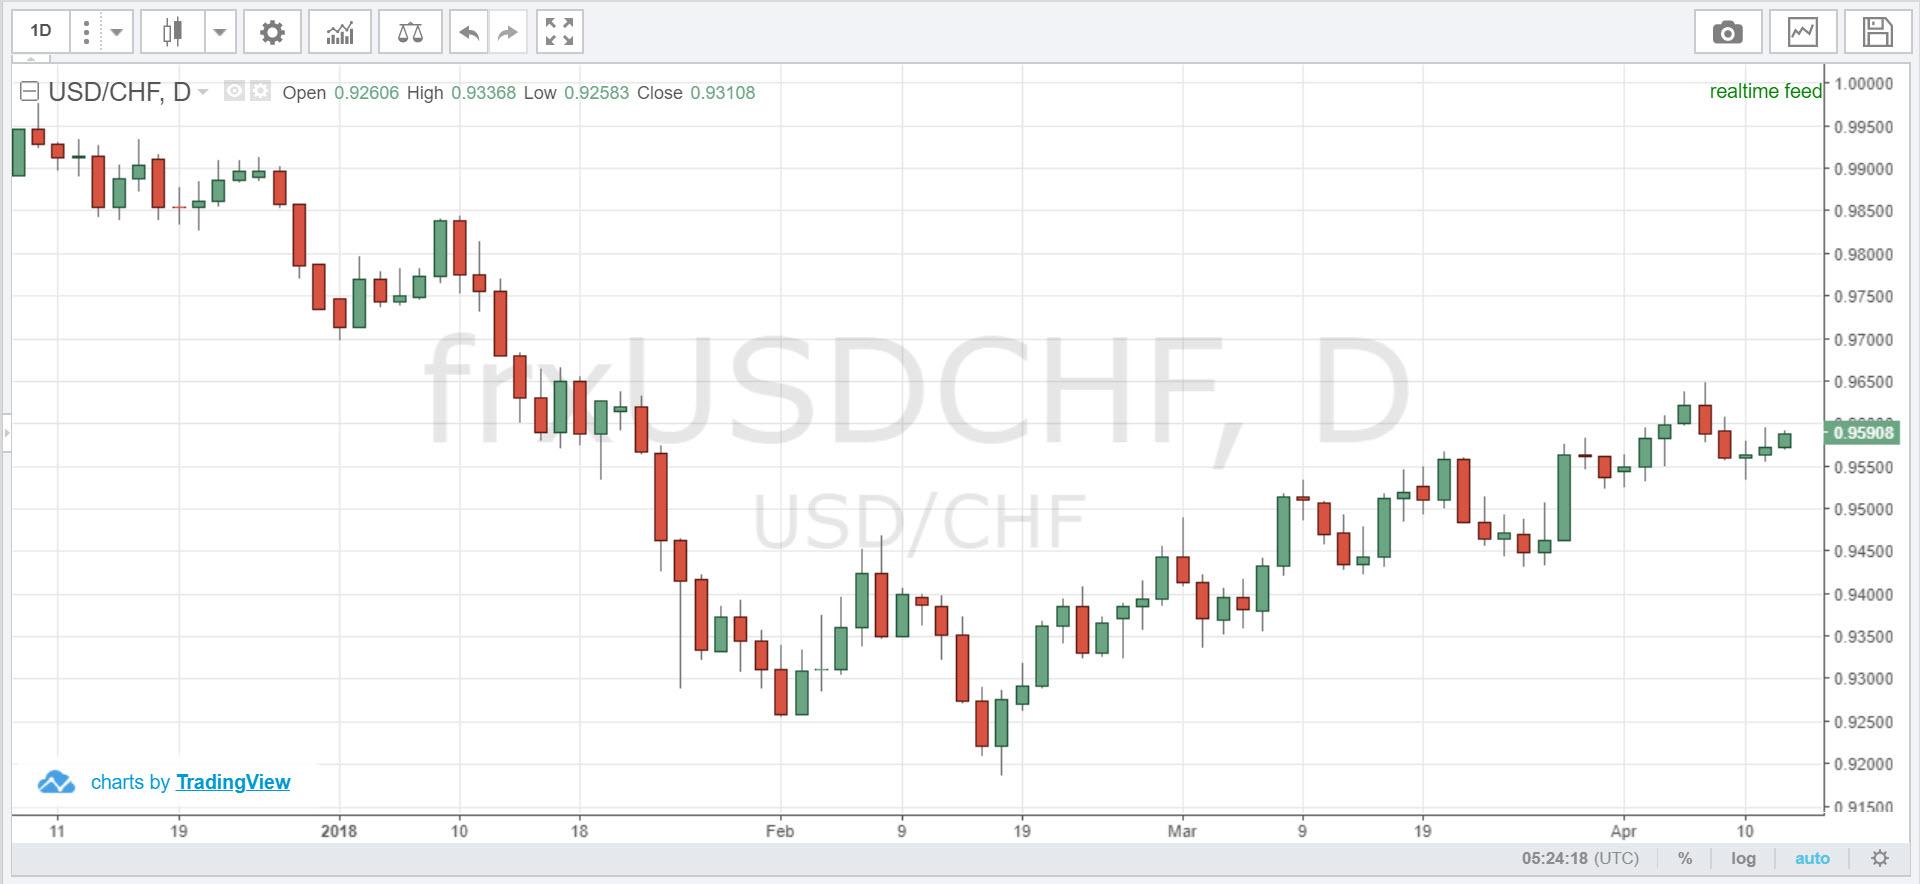 1D
USD/CHF, D Open 0.92606 High 0.93368 Low 0.92583 Close 0.93108
realtime feed
1.00000
0.99500
0.99000
0.98500
0.98000
0.97500
0.97000
0.96500
0.95908
0.95500
0.95000
0.94500
0.94000
0.93500
0.93000
0.92500
0.92000
0.91500
frxUSDCHF, D
USD/CHF
charts by TradingView
11 19 2018 10 18 Feb 9 19 Mar 9 19 Apr 10
05:24:18 (UTC) % log auto